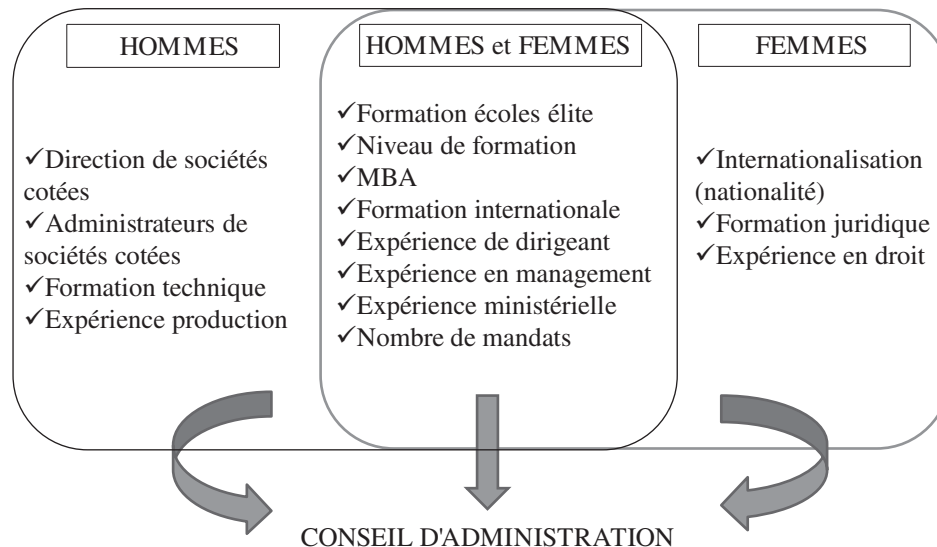 HOMMES
✓Direction de sociétés
cotées
✓Administrateurs de
sociétés cotées
✓Formation technique
✓Expérience production
HOMMES et FEMMES
✓Formation écoles élite
✓Niveau de formation
✓MBA
✓Formation internationale
✓Expérience de dirigeant
✓Expérience en management
✓Expérience ministérielle
✓Nombre de mandats
FEMMES
✓Internationalisation
(nationalité)
✓Formation juridique
✓Expérience en droit
CONSEIL D'ADMINISTRATION